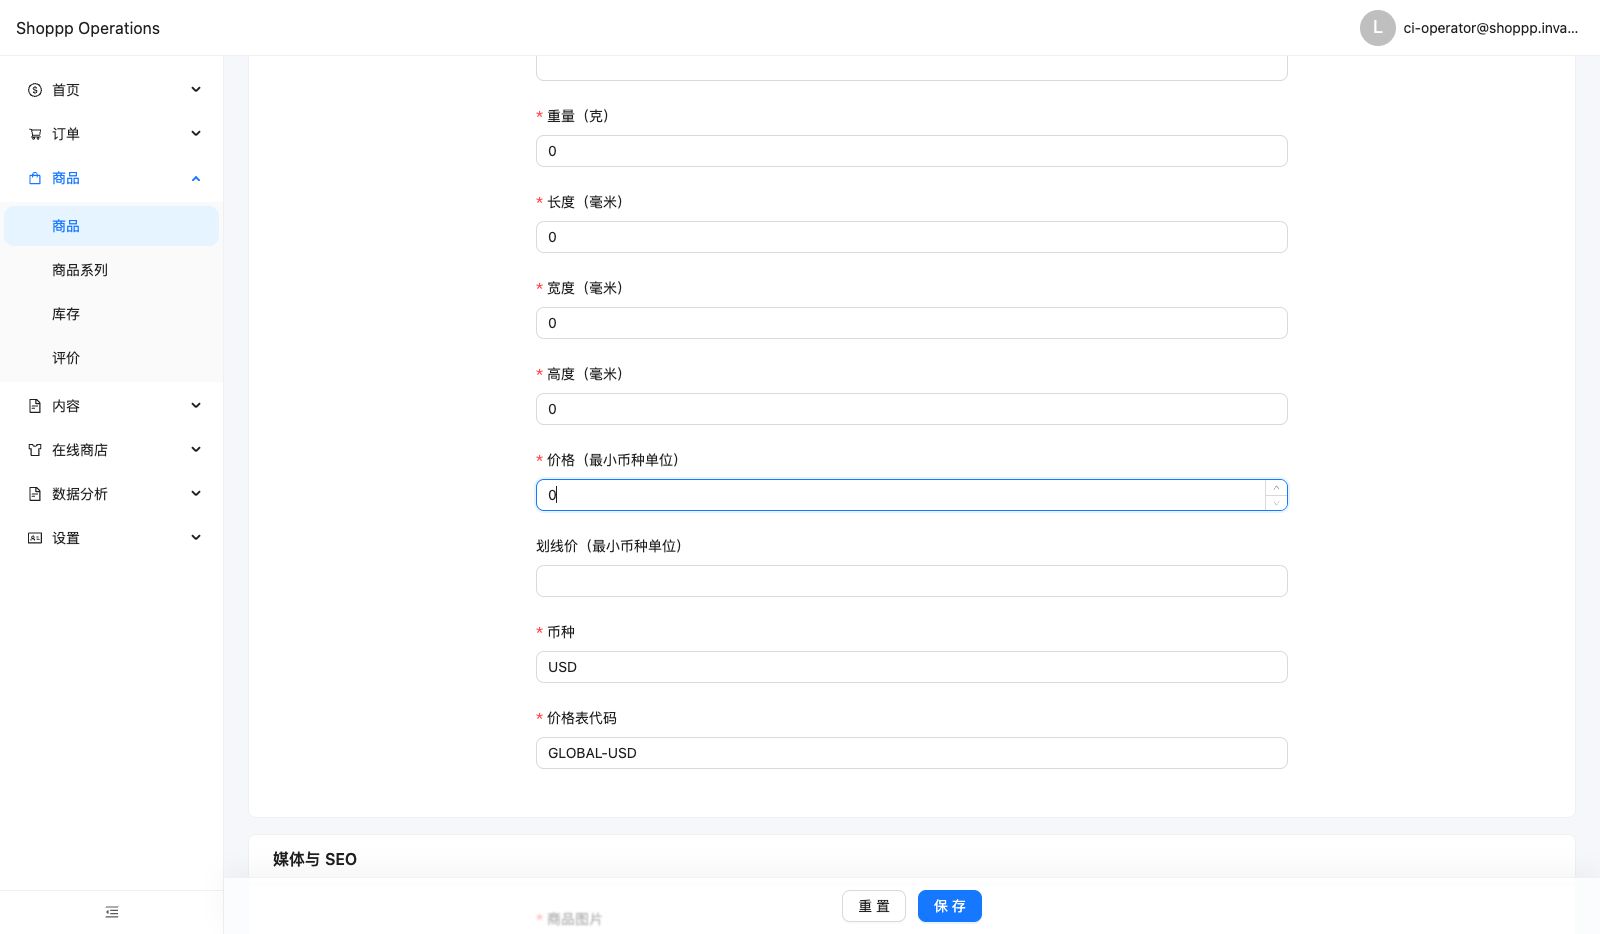 Shoppp Operations
L
ci-operator@shoppp.inva...
首页
订单
商品
商品
商品系列
库存
评价
内容
在线商店
数据分析
设置
* 重量（克）
0
* 长度（毫米）
0
* 宽度（毫米）
0
* 高度（毫米）
0
* 价格（最小币种单位）
0
划线价（最小币种单位）
* 币种
USD
* 价格表代码
GLOBAL-USD
媒体与 SEO
* 商品图片
重 置
保 存